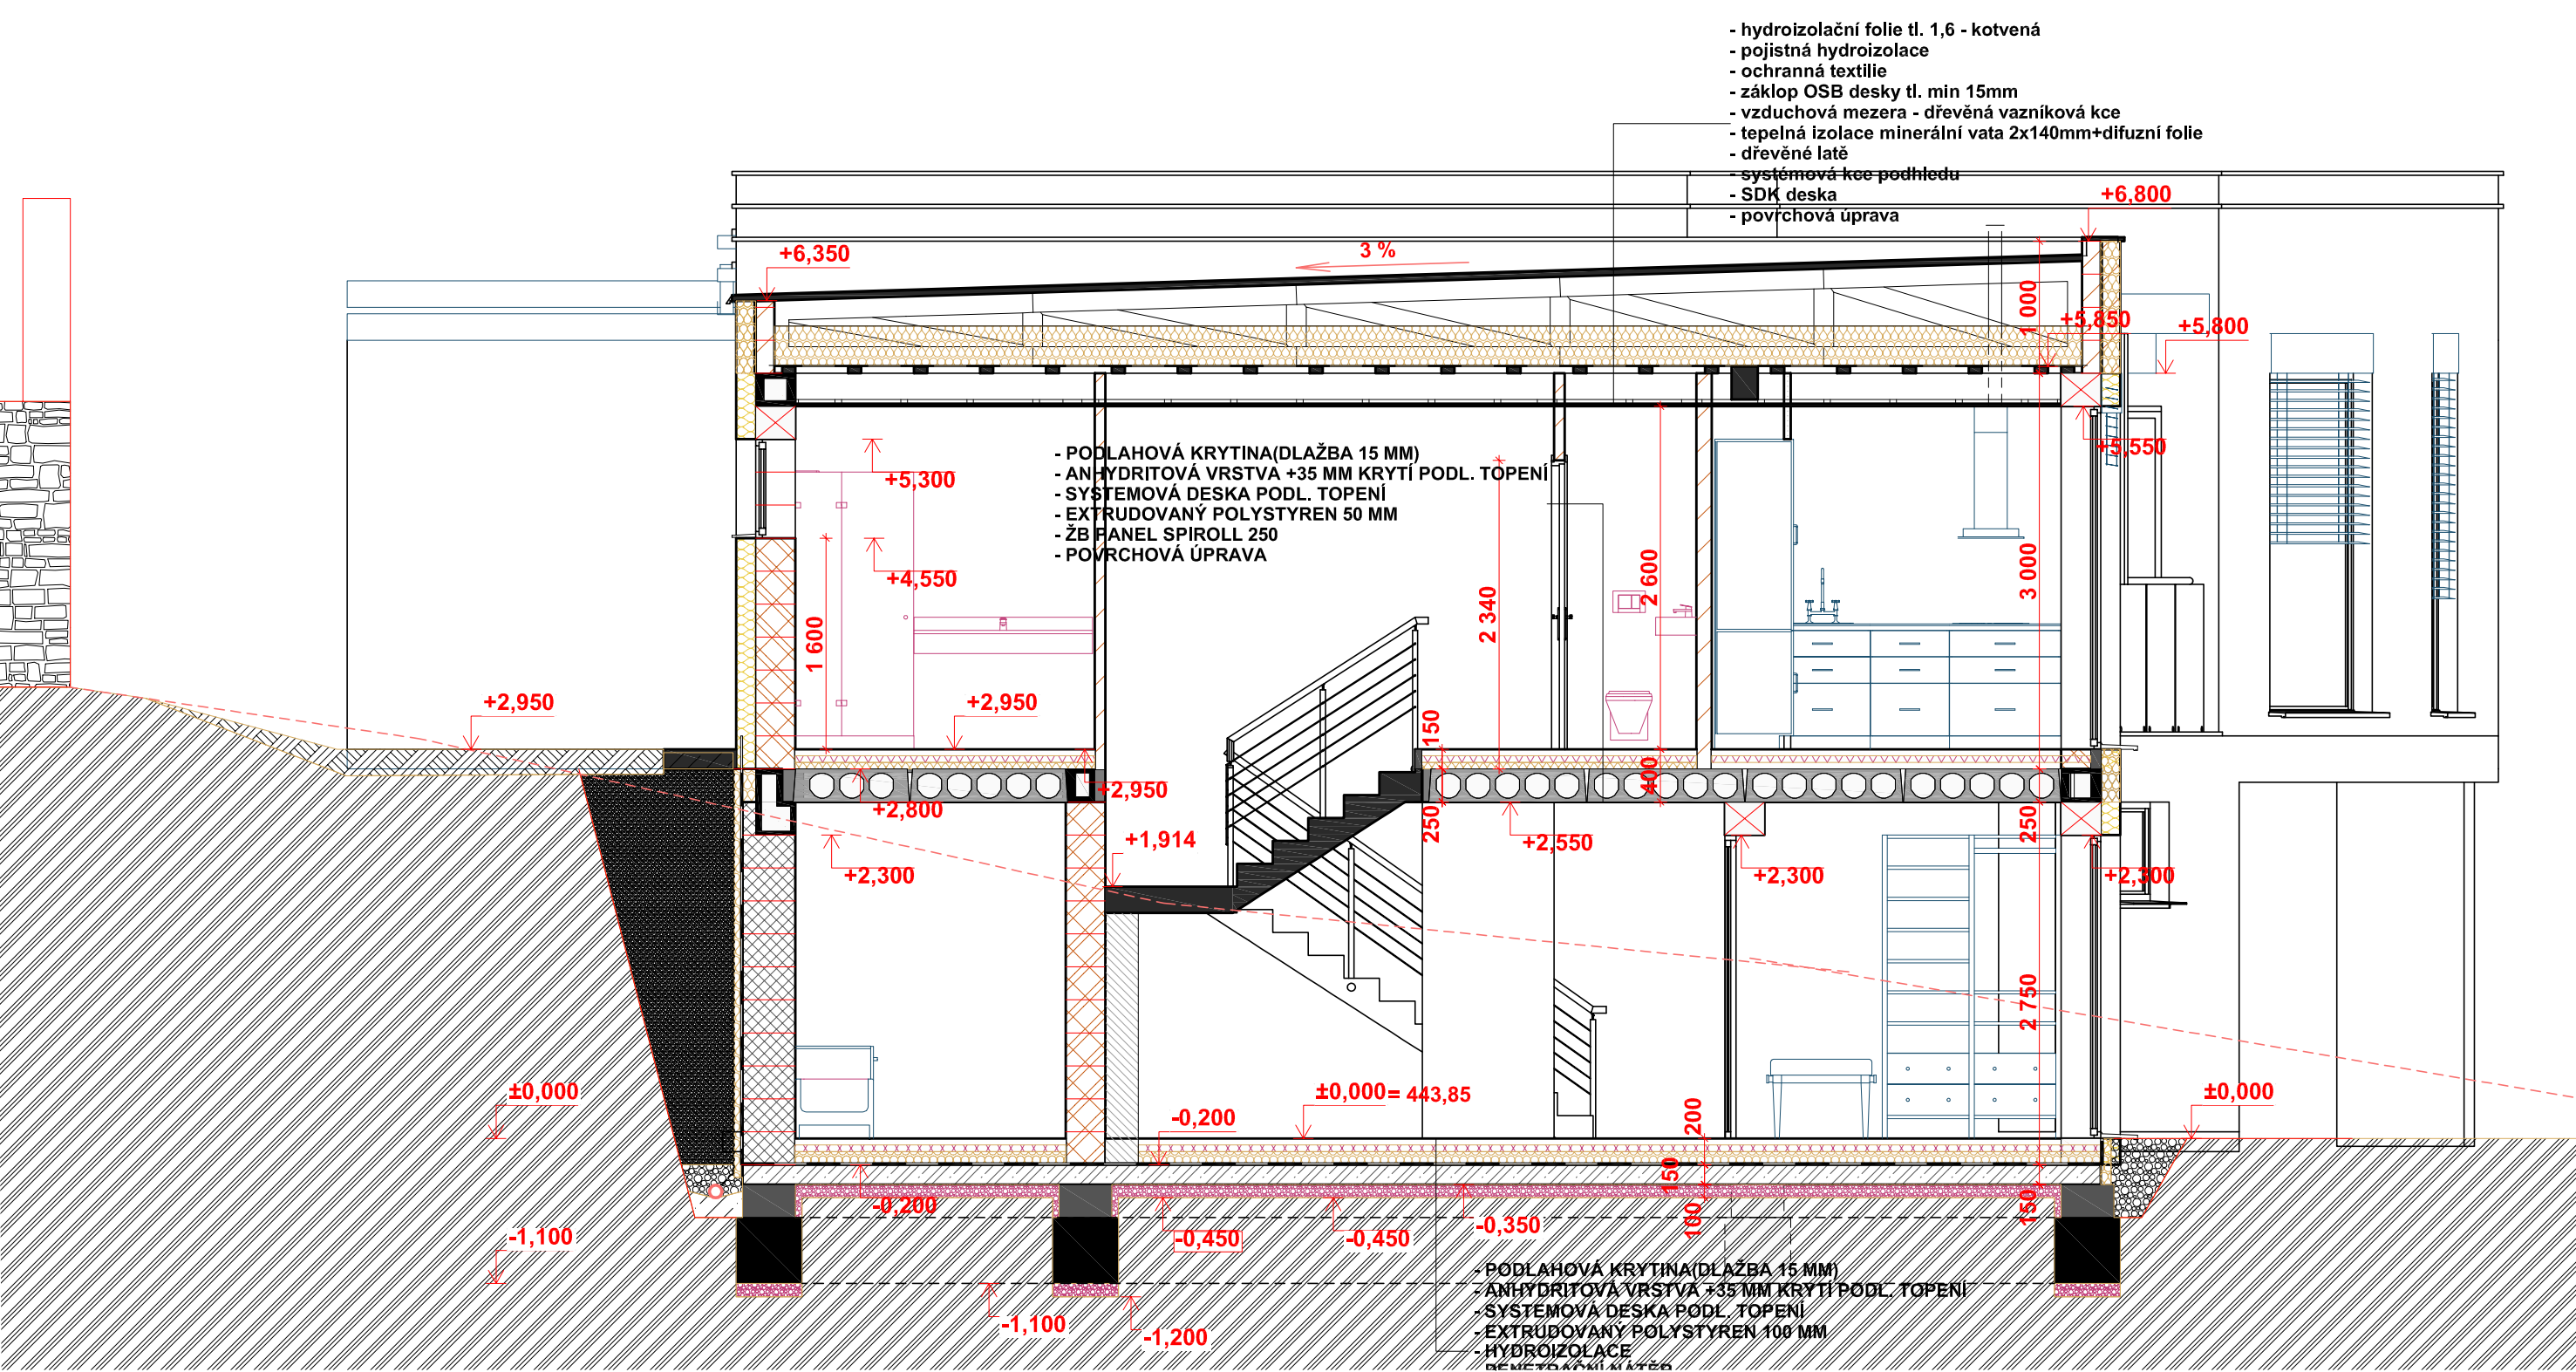 - hydroizolační folie tl. 1,6 - kotvená
- pojistná hydroizolace
- ochranná textilie
- záklop OSB desky tl. min 15mm
- vzduchová mezera - dřevěná vazníková kce
- tepelná izolace minerální vata 2x140mm+difuzní folie
- dřevěné latě
- systémová kce podhledu
- SDK deska
- povrchová úprava
+6,800
+6,350
3 %
1 000
+5,850
+5,800
+5,550
+5,300
+4,550
- PODLAHOVÁ KRYTINA(DLAŽBA 15 MM)
- ANHYDRITOVÁ VRSTVA +35 MM KRYTÍ PODL. TOPENÍ
- SYSTEMOVÁ DESKA PODL. TOPENÍ
- EXTRUDOVANÝ POLYSTYREN 50 MM
- ŽB PANEL SPIROLL 250
- POVRCHOVÁ ÚPRAVA
1 600
2 340
2 600
3 000
+2,950
+2,950
150
400
250
250
+2,950
+2,800
+1,914
+2,550
+2,300
+2,300
+2,300
2 750
±0,000
±0,000= 443,85
±0,000
-0,200
200
150
100
150
-0,200
-0,450
-0,450
-0,350
-1,100
-1,100
-1,200
- PODLAHOVÁ KRYTINA(DLAŽBA 15 MM)
- ANHYDRITOVÁ VRSTVA +35 MM KRYTÍ PODL. TOPENÍ
- SYSTEMOVÁ DESKA PODL. TOPENÍ
- EXTRUDOVANÝ POLYSTYREN 100 MM
- HYDROIZOLACE
- PENETRAČNÍ NÁTĚR